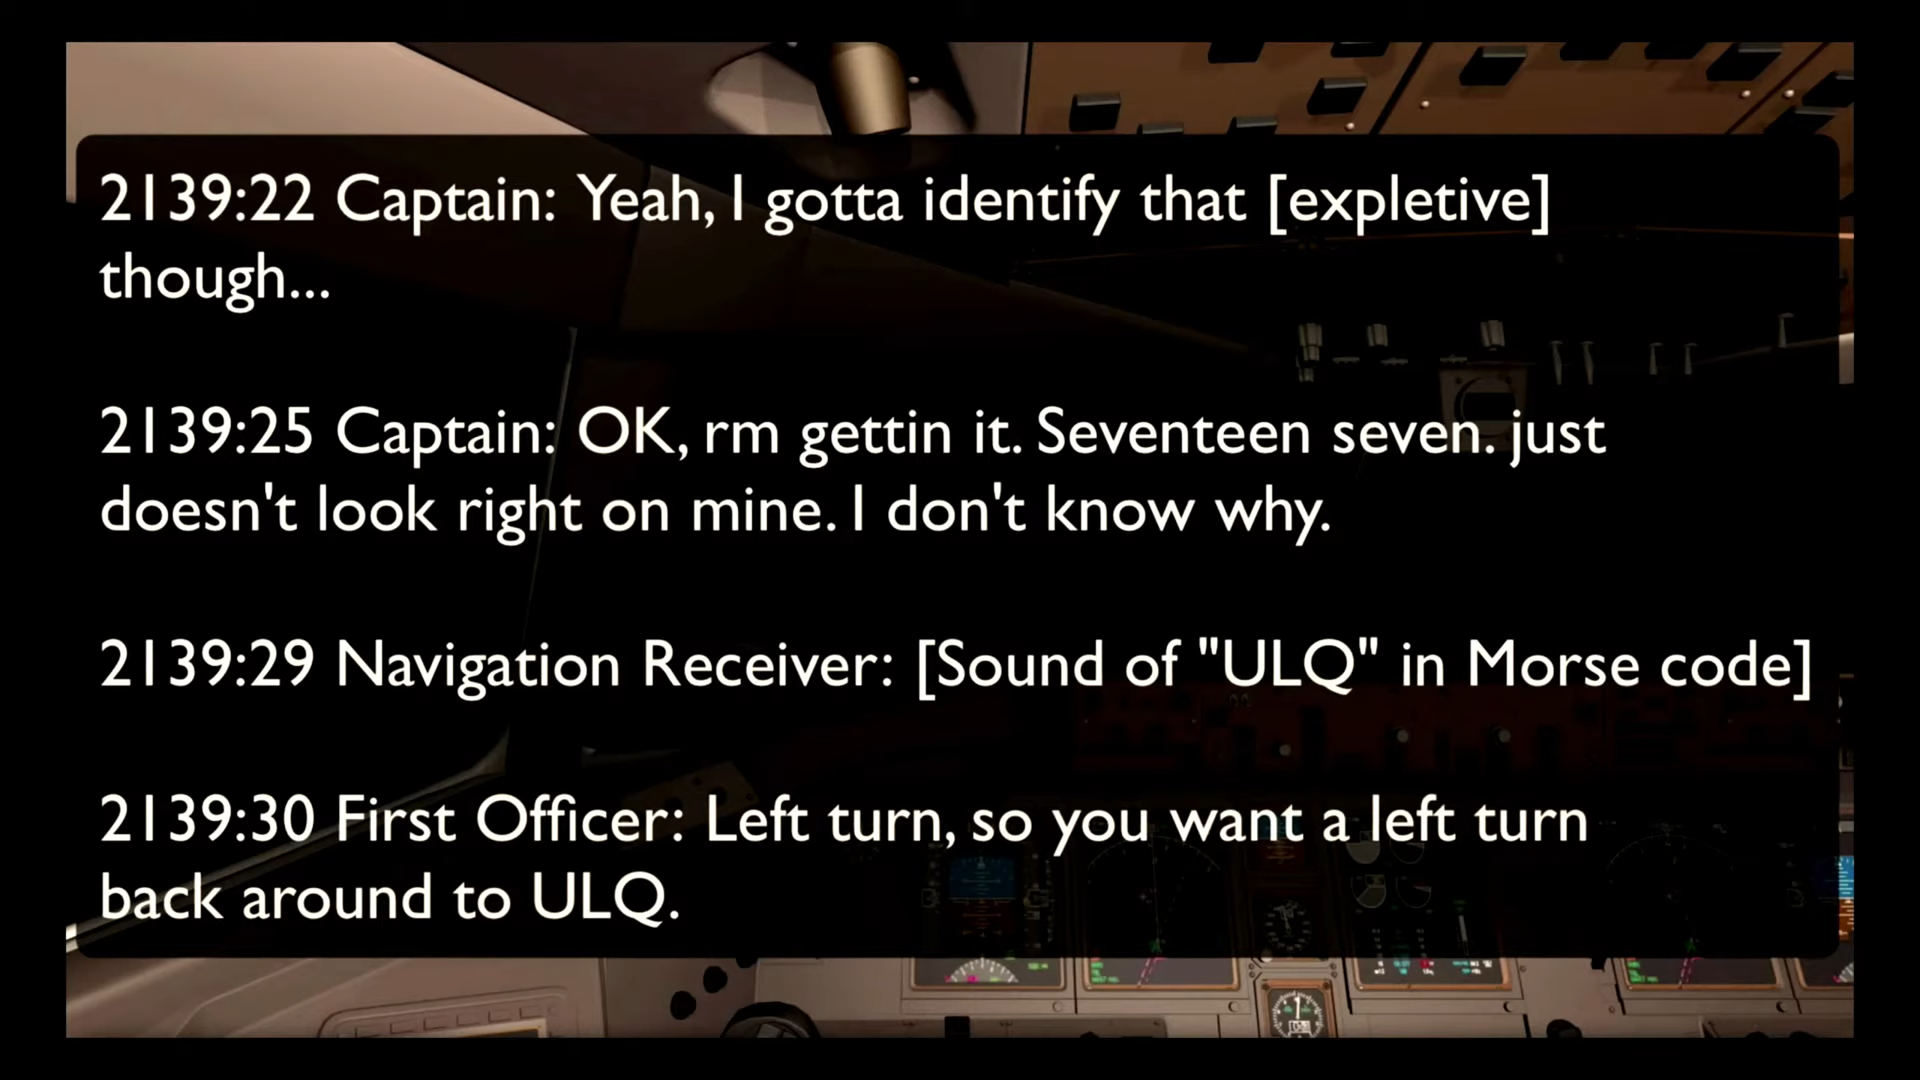 2139:22 Captain: Yeah, I gotta identify that [expletive]
though...
2139:25 Captain: OK, rm gettin it. Seventeen seven. just
doesn't look right on mine. I don't know why.
2139:29 Navigation Receiver: [Sound of "ULQ" in Morse code]
2139:30 First Officer: Left turn, so you want a left turn
back around to ULQ.